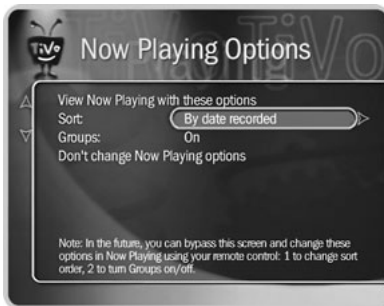 TiVo
Now Playing Options
View Now Playing with these options
Sort: By date recorded
Groups: On
Don't change Now Playing options
Note: In the future, you can bypass this screen and change these
options in Now Playing using your remote control: 1 to change sort
order, 2 to turn Groups on/off.